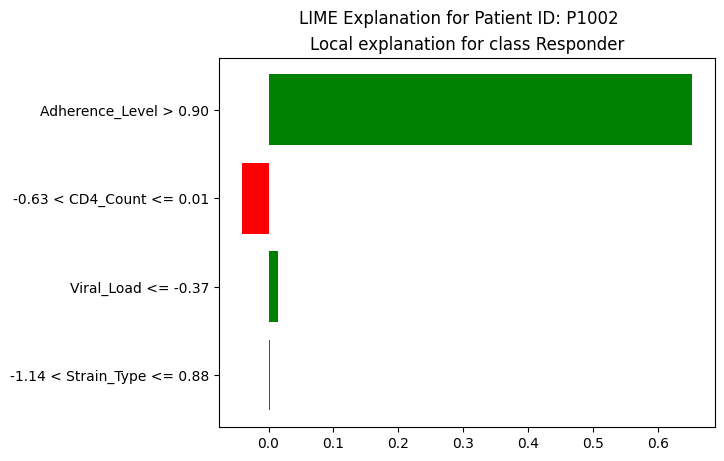 LIME Explanation for Patient ID: P1002
Local explanation for class Responder
Adherence_Level > 0.90
-0.63 < CD4_Count <= 0.01
Viral_Load <= -0.37
-1.14 < Strain_Type <= 0.88
0.0 0.1 0.2 0.3 0.4 0.5 0.6